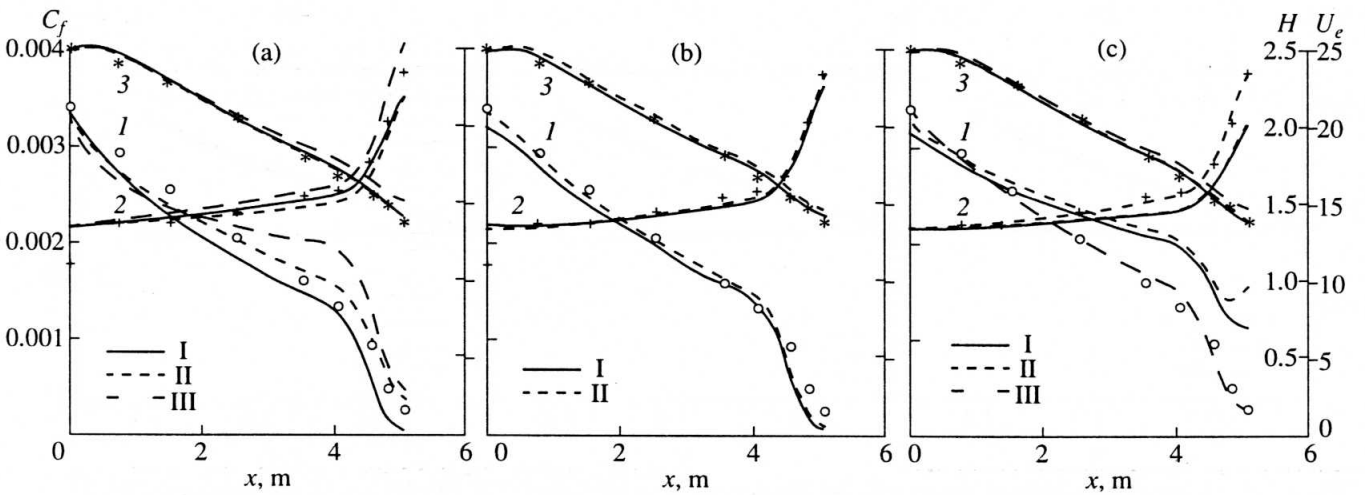 C_f
(a)
(b)
(c)
H U_e
0.004
2.5 25
3
3
3
0.003
1
1
1
2.0 20
2
2
2
1.5 15
0.002
1.0 10
0.001
I
II
III
I
II
I
II
III
0.5 5
0
0 2 4 6 0 2 4 6 0 2 4 6
x, m
x, m
x, m